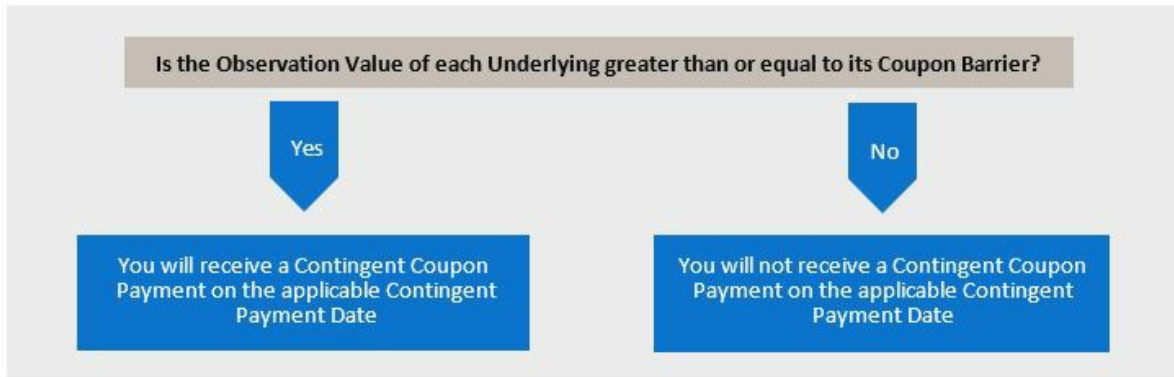 Is the Observation Value of each Underlying greater than or equal to its Coupon Barrier?
Yes
No
You will receive a Contingent Coupon
Payment on the applicable Contingent
Payment Date
You will not receive a Contingent Coupon
Payment on the applicable Contingent
Payment Date